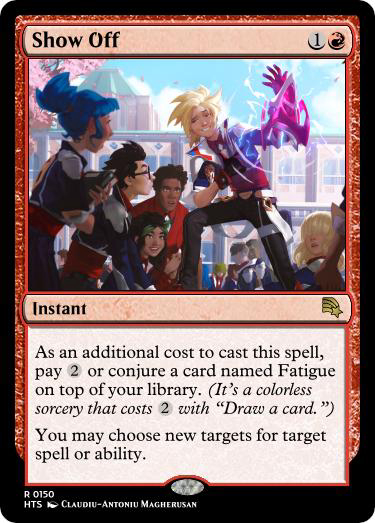 Show Off 1
Instant
As an additional cost to cast this spell,
pay 2 or conjure a card named Fatigue
on top of your library. (It's a colorless
sorcery that costs 2 with “Draw a card.”)
You may choose new targets for target
spell or ability.
R 0150
HTS Claudiu-Antoniu Magherusan